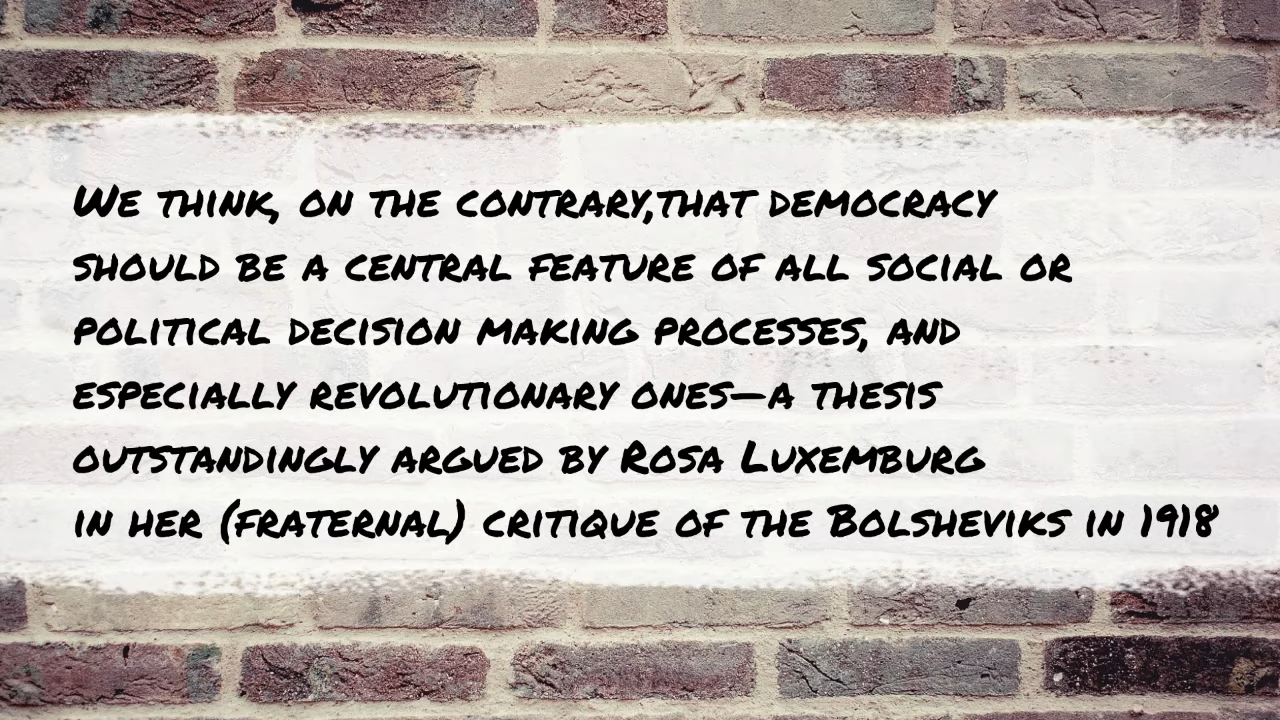 We think, on the contrary,that democracy
should be a central feature of all social or
political decision making processes, and
especially revolutionary ones—a thesis
outstandingly argued by Rosa Luxemburg
in her (fraternal) critique of the Bolsheviks in 1918